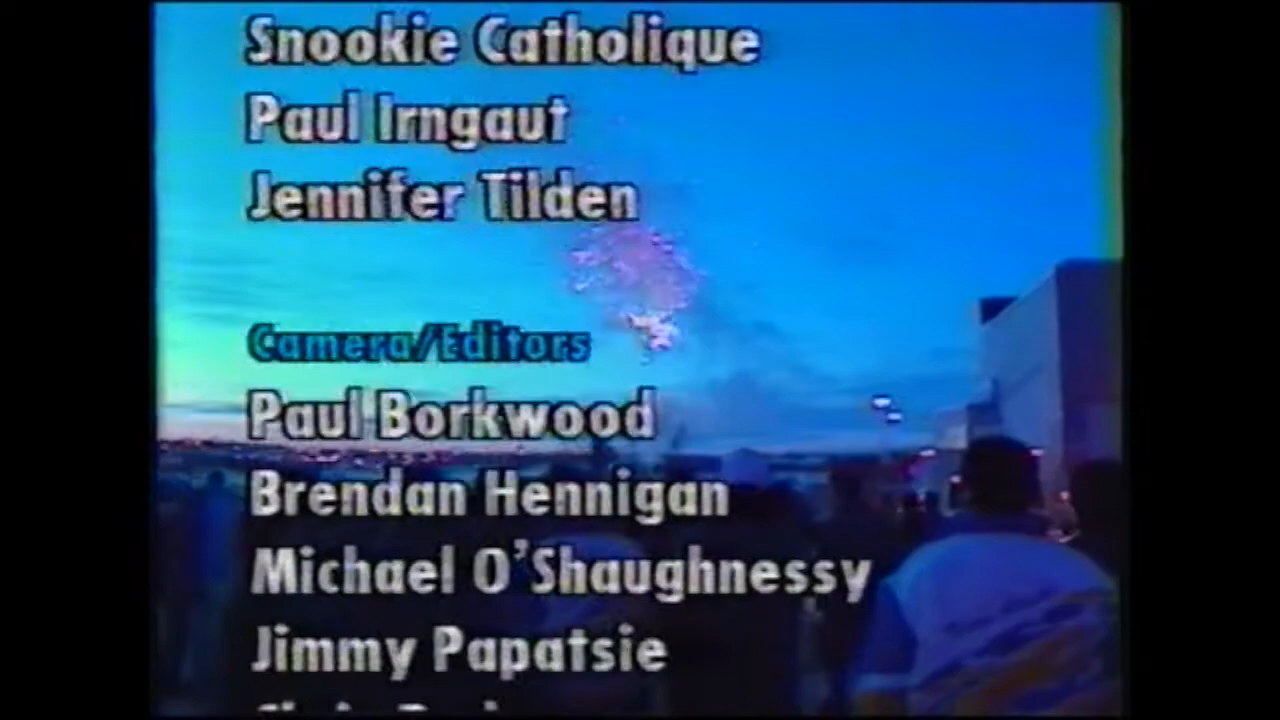 Snookie Catholique
Paul Irngaut
Jennifer Tilden
Camera/Editors
Paul Borkwood
Brendan Hennigan
Michael O'Shaughnessy
Jimmy Papatsie